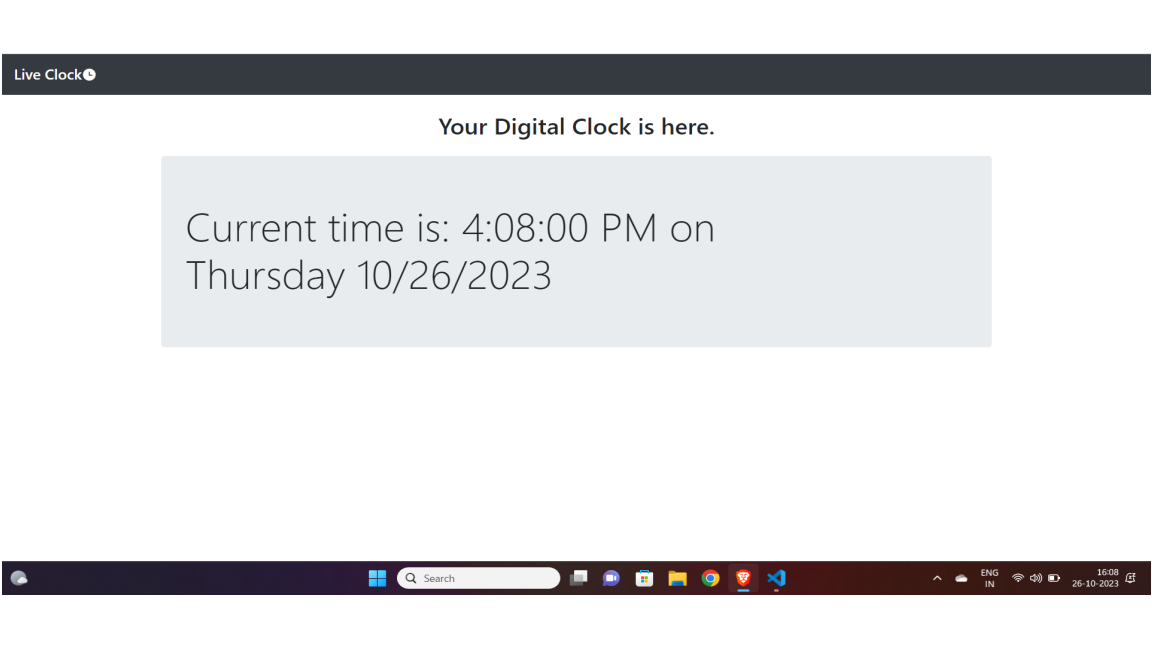 Live Clock
Your Digital Clock is here.
Current time is: 4:08:00 PM on
Thursday 10/26/2023
Search
ENG
IN
16:08
26-10-2023